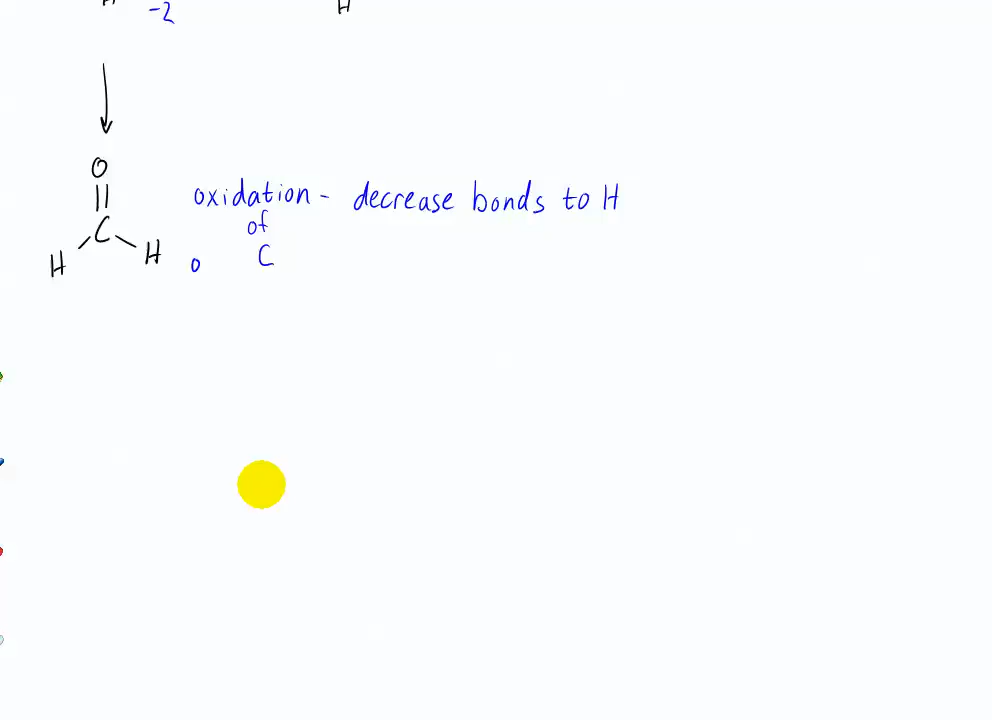 H -2 H
O
||
oxidation - decrease bonds to H
of
C
H H 0 C